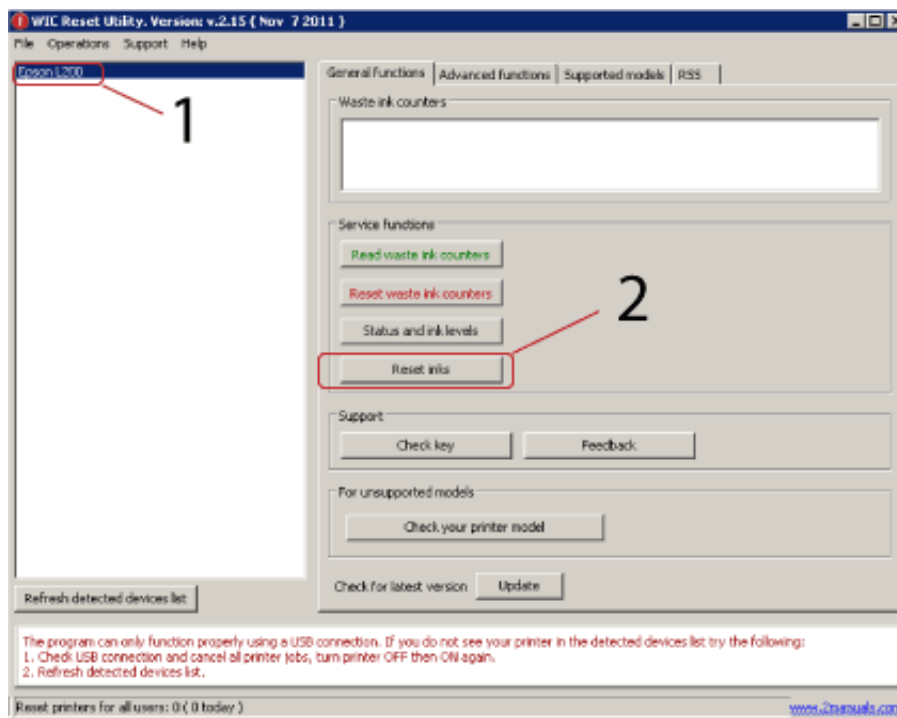 WIC Reset Utility. Version: v.2.15 ( Nov 7 2011 )
File Operations Support Help
Epson L200
1
General functions Advanced functions Supported models RSS
Waste ink counters
Service functions
Read waste ink counters
Reset waste ink counters
2
Status and ink levels
Reset inks
Support
Check key Feedback
For unsupported models
Check your printer model
Check for latest version Update
Refresh detected devices list
The program can only function properly using a USB connection. If you do not see your printer in the detected devices list try the following:
1. Check USB connection and cancel all printer jobs, turn printer OFF then ON again.
2. Refresh detected devices list.
Reset printers for all users: 0 ( 0 today ) www.2manuals.com